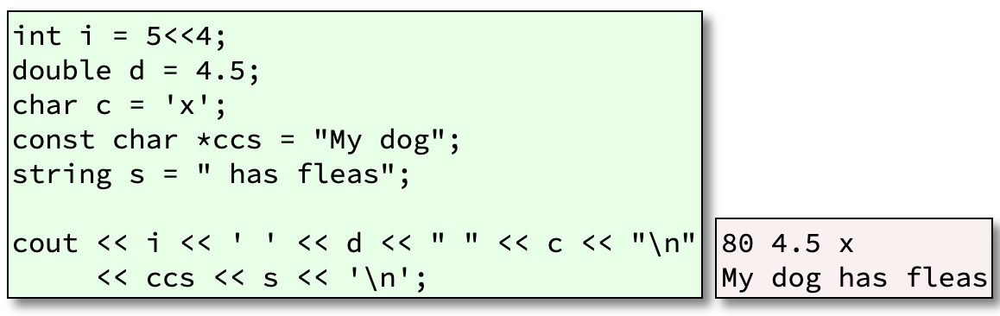 int i = 5<<4;
double d = 4.5;
char c = 'x';
const char *ccs = "My dog";
string s = " has fleas";

cout << i << ' ' << d << " " << c << "\n"
     << ccs << s << '\n';
80 4.5 x
My dog has fleas